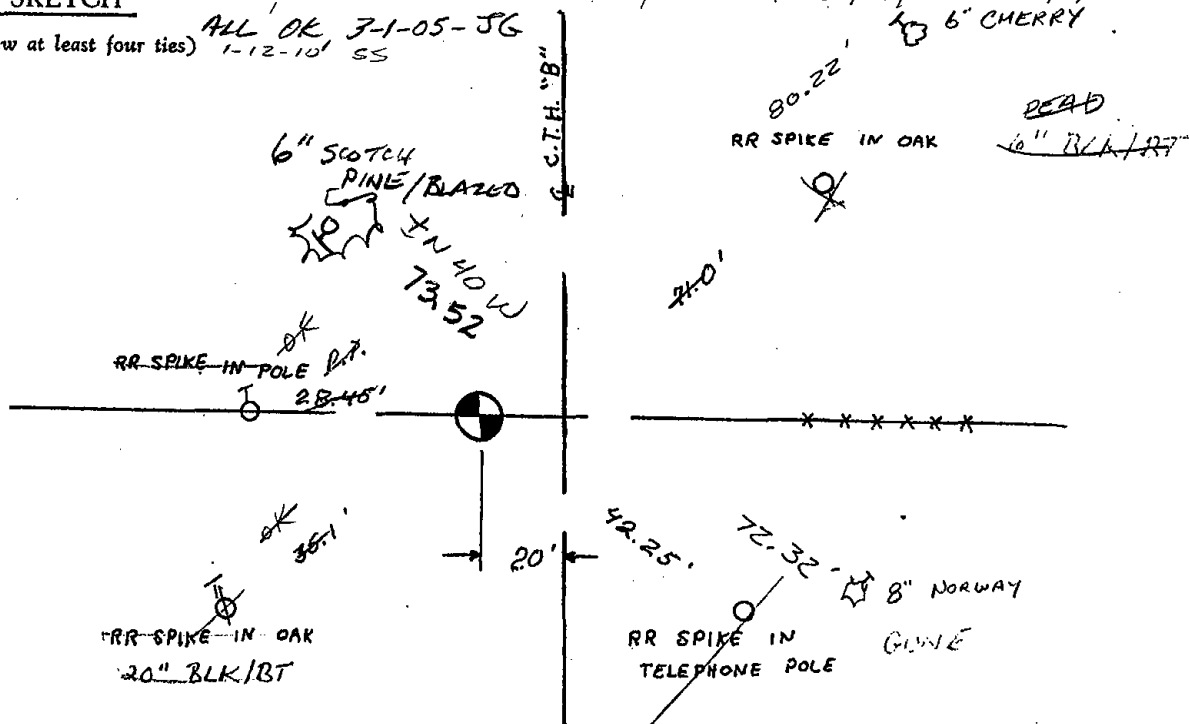 SKETCH
w at least four ties)
ALL OK 3-1-05-JG
1-12-10' SS
C.T.H. "B"
6" CHERRY
80.22'
RR SPIKE IN OAK
DEAD
6" BLK/BT
6" SCOTCH
PINE/BLAZED
±N 40 W
73.52
71.0'
OK
RR SPIKE IN POLE P.P.
28.45'
OK
35.1'
20'
42.25'
72.32'
8" NORWAY
RR SPIKE IN OAK
20" BLK/BT
RR SPIKE IN
TELEPHONE POLE
GONE